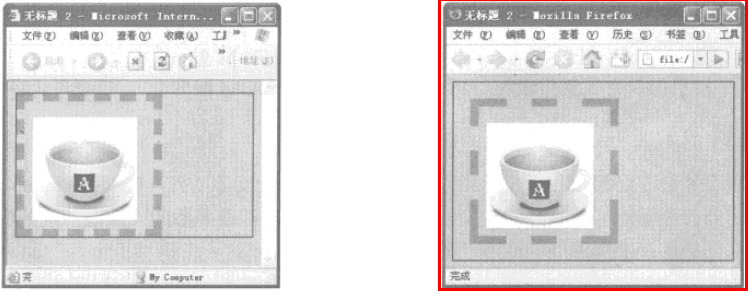 无标题 2 - Microsoft Intern...
文件(F) 编辑(E) 查看(V) 收藏(A) 工具 »
后退 » 地址(D)
A
完
My Computer
无标题 2 - Mozilla Firefox
文件(F) 编辑(E) 查看(V) 历史(S) 书签(B) 工具
file:/
A
完成